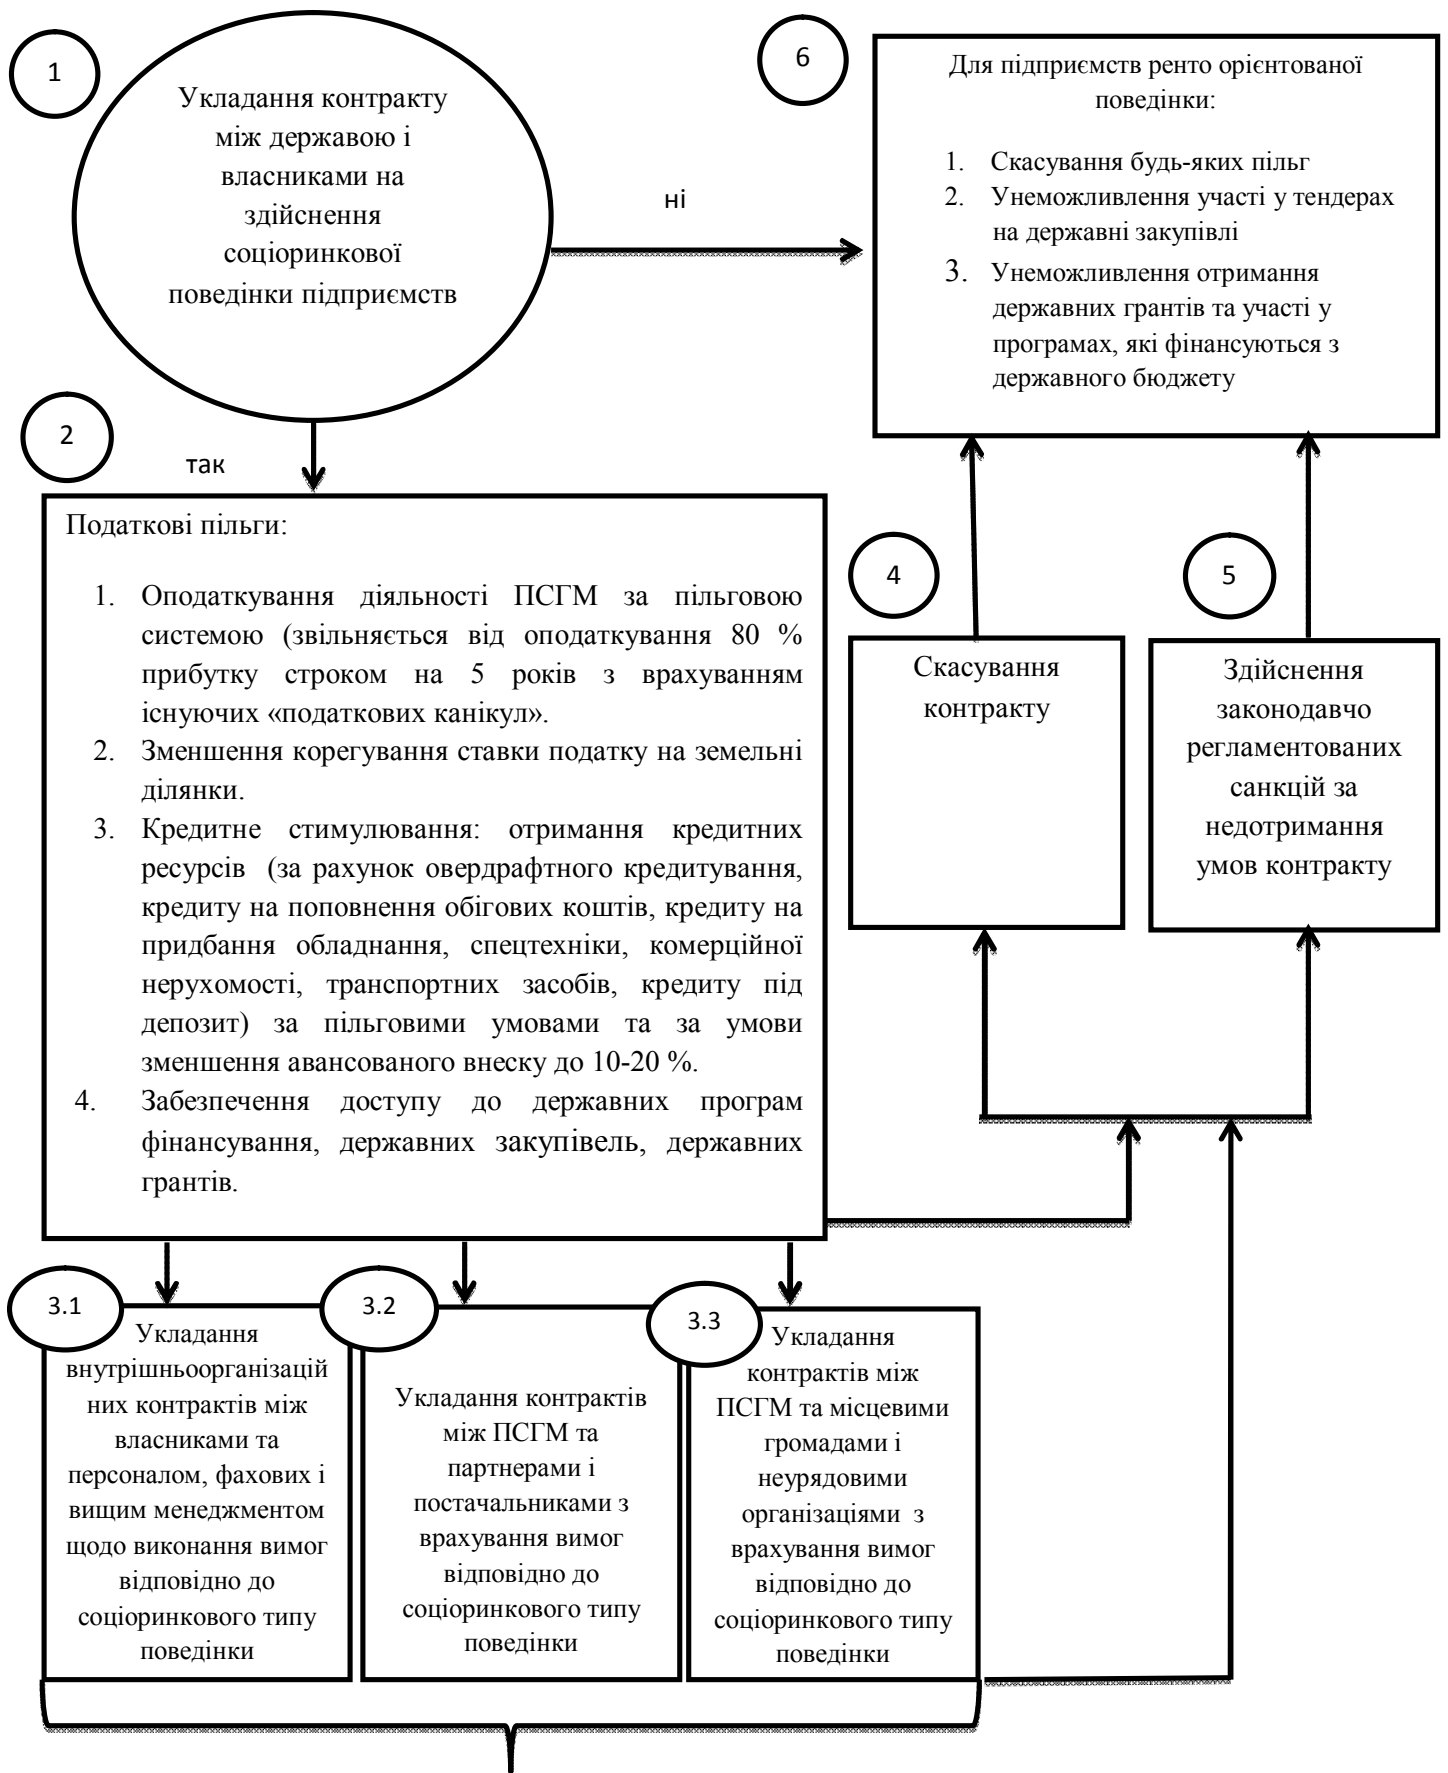 1
Укладання контракту
між державою і
власниками на
здійснення
соціоринкової
поведінки підприємств
ні
6
Для підприємств ренто орієнтованої
поведінки:
1. Скасування будь-яких пільг
2. Унеможливлення участі у тендерах
на державні закупівлі
3. Унеможливлення отримання
державних грантів та участі у
програмах, які фінансуються з
державного бюджету
2
так
Податкові пільги:
1. Оподаткування діяльності ПСГМ за пільговою
системою (звільняється від оподаткування 80 %
прибутку строком на 5 років з врахуванням
існуючих «податкових канікул».
2. Зменшення корегування ставки податку на земельні
ділянки.
3. Кредитне стимулювання: отримання кредитних
ресурсів (за рахунок овердрафтного кредитування,
кредиту на поповнення обігових коштів, кредиту на
придбання обладнання, спецтехніки, комерційної
нерухомості, транспортних засобів, кредиту під
депозит) за пільговими умовами та за умови
зменшення авансованого внеску до 10-20 %.
4. Забезпечення доступу до державних програм
фінансування, державних закупівель, державних
грантів.
4
Скасування
контракту
5
Здійснення
законодавчо
регламентованих
санкцій за
недотримання
умов контракту
3.1
Укладання
внутрішньоорганізацій
них контрактів між
власниками та
персоналом, фахових і
вищим менеджментом
щодо виконання вимог
відповідно до
соціоринкового типу
поведінки
3.2
Укладання контрактів
між ПСГМ та
партнерами і
постачальниками з
врахування вимог
відповідно до
соціоринкового типу
поведінки
3.3
Укладання
контрактів між
ПСГМ та місцевими
громадами і
неурядовими
організаціями з
врахування вимог
відповідно до
соціоринкового типу
поведінки